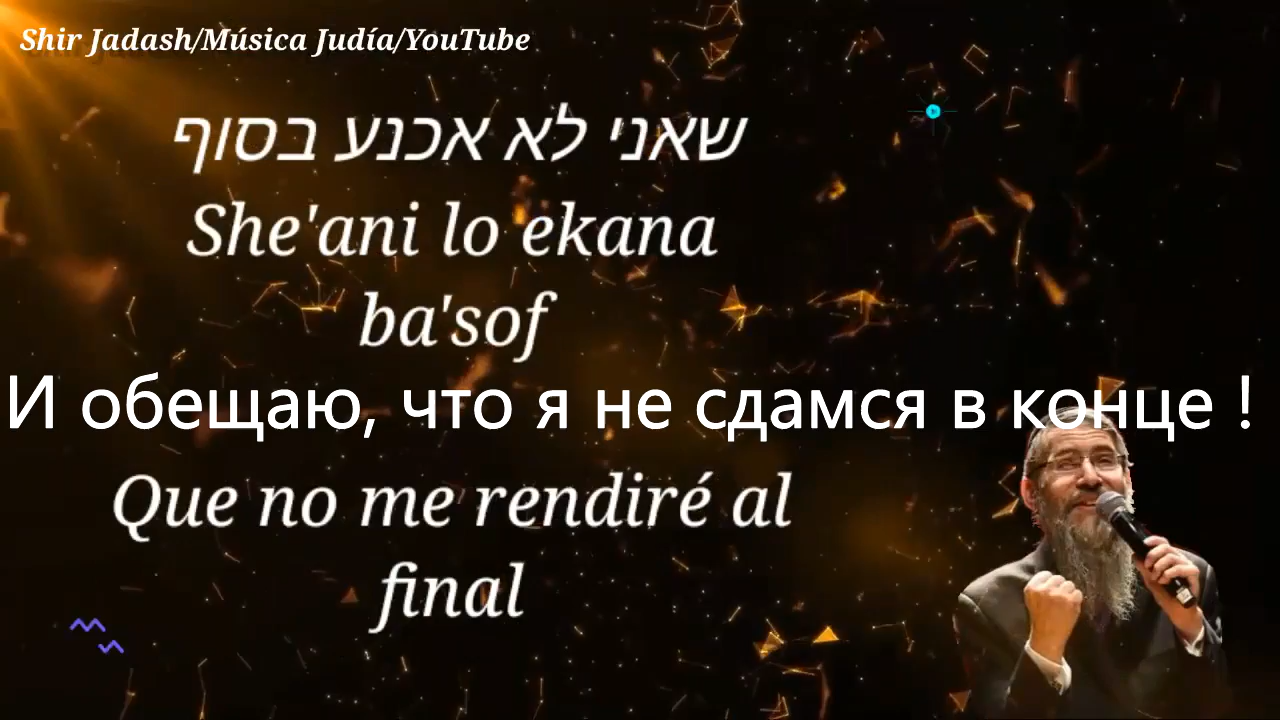 Shir Jadash/Música Judía/YouTube
שאני לא אכנע בסוף
She'ani lo ekana
ba'sof
И обещаю, что я не сдамся в конце !
Que no me rendiré al
final